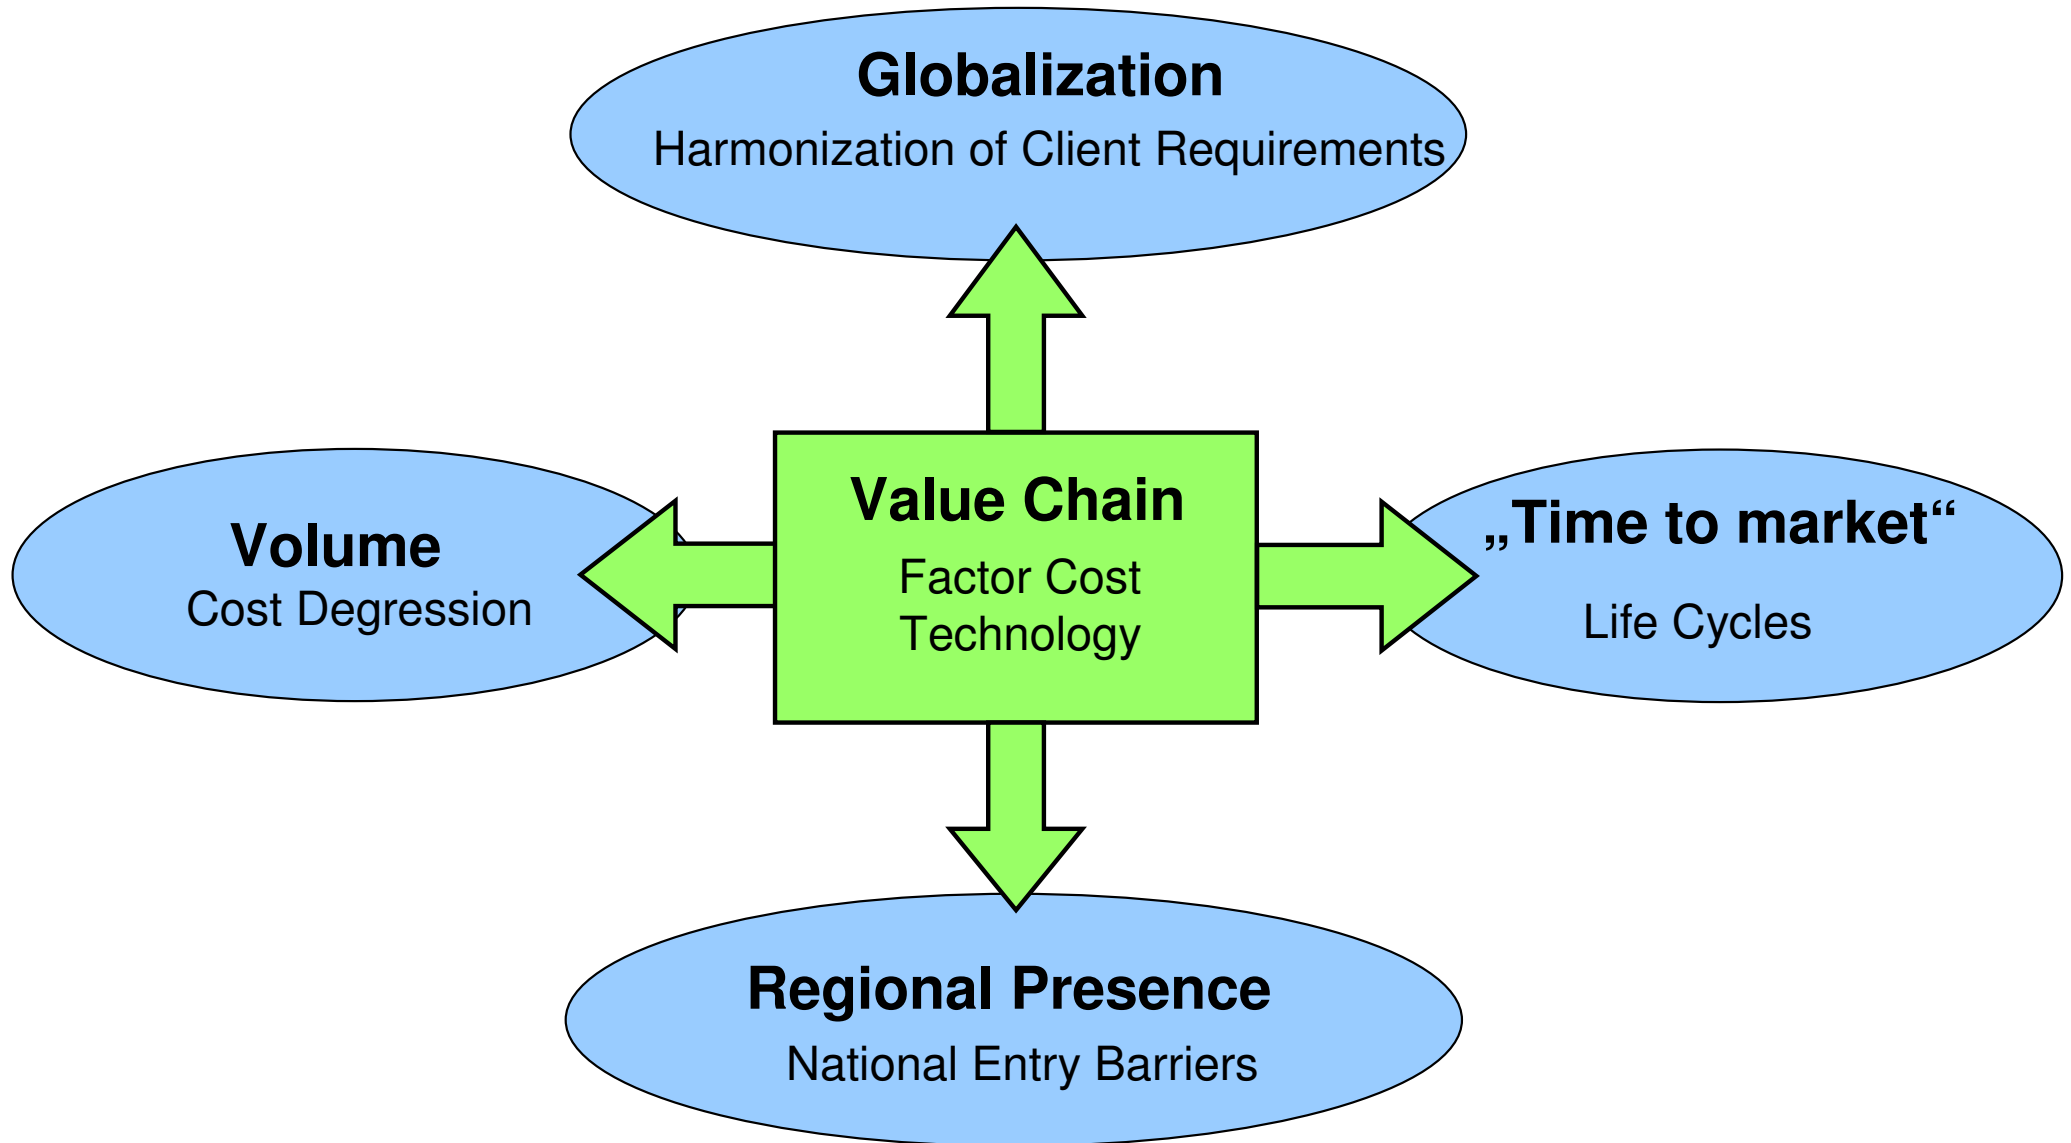 Globalization
Harmonization of Client Requirements
Value Chain
Factor Cost
Technology
Volume
Cost Degression
„Time to market“
Life Cycles
Regional Presence
National Entry Barriers